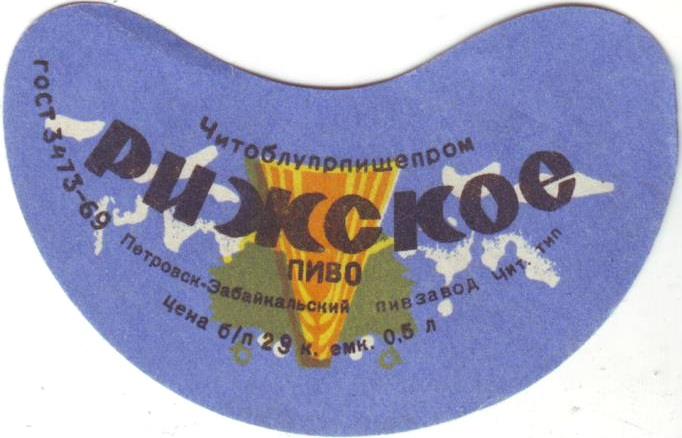 ГОСТ 3473-69
Читоблупрпищепром
РИЖСКОЕ
ПИВО
Петровск-Забайкальский пивзавод Чит. тип
цена б/п 29 к. емк. 0,5 л